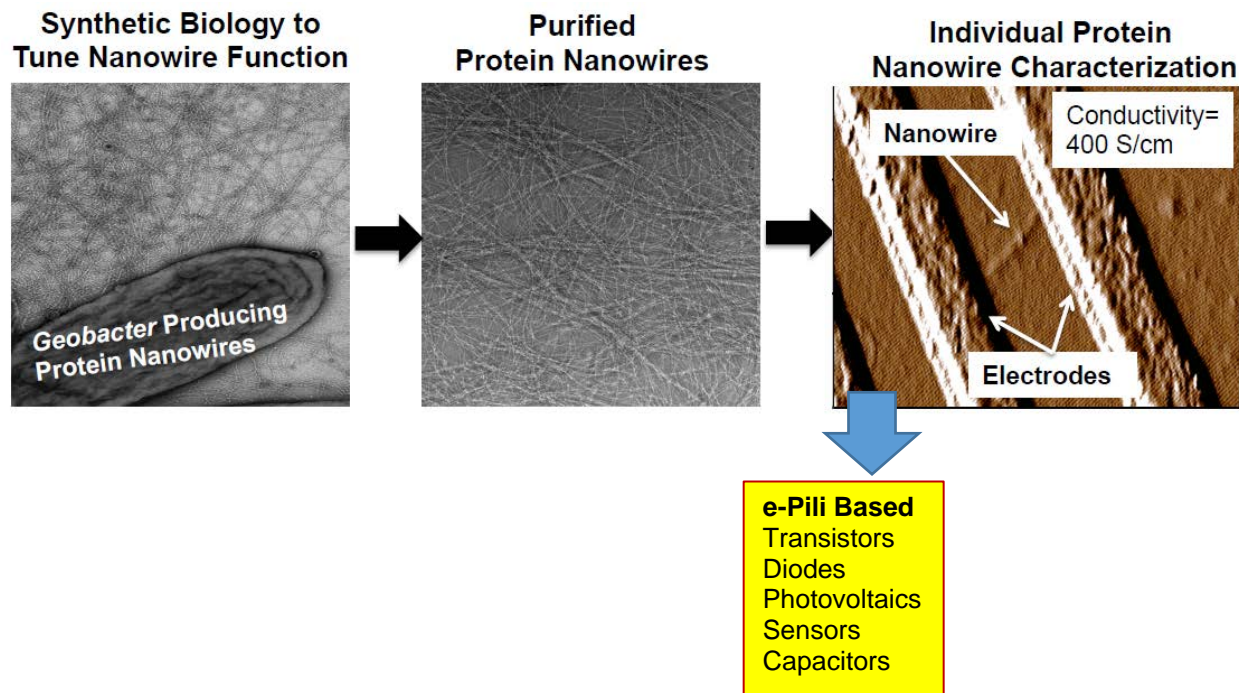 Synthetic Biology to
Tune Nanowire Function
Purified
Protein Nanowires
Individual Protein
Nanowire Characterization
Geobacter Producing
Protein Nanowires
Nanowire
Conductivity=
400 S/cm
Electrodes
e-Pili Based
Transistors
Diodes
Photovoltaics
Sensors
Capacitors